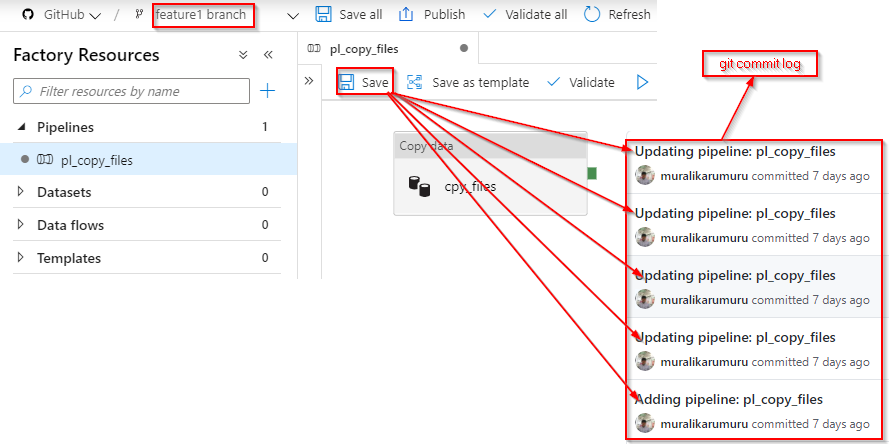 GitHub / feature1 branch Save all Publish Validate all Refresh
Factory Resources
Filter resources by name
Pipelines 1
pl_copy_files
Datasets 0
Data flows 0
Templates 0
pl_copy_files
Save Save as template Validate
Copy data
cpy_files
git commit log
Updating pipeline: pl_copy_files
muralikarumuru committed 7 days ago
Updating pipeline: pl_copy_files
muralikarumuru committed 7 days ago
Updating pipeline: pl_copy_files
muralikarumuru committed 7 days ago
Updating pipeline: pl_copy_files
muralikarumuru committed 7 days ago
Adding pipeline: pl_copy_files
muralikarumuru committed 7 days ago